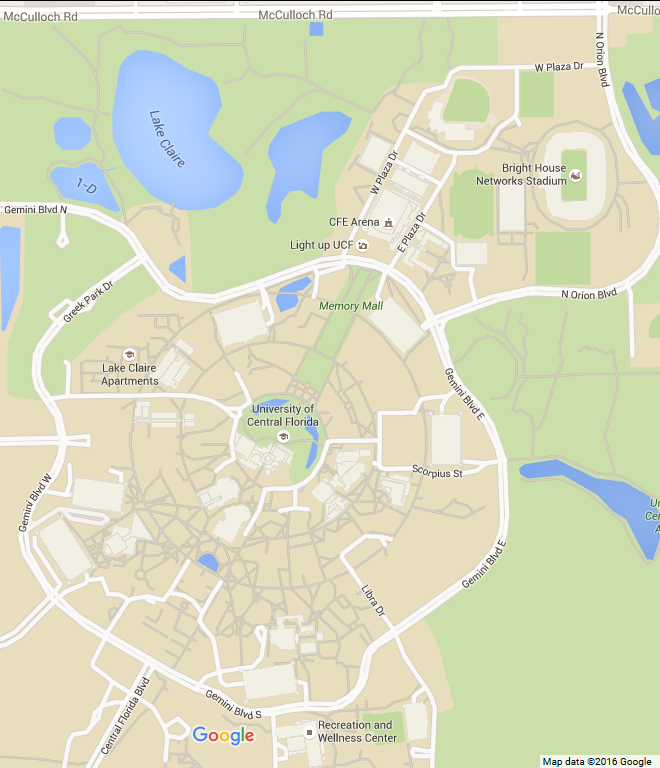 McCulloch Rd
McCulloch Rd
McCulloch
N Orion Blvd
W Plaza Dr
Lake Claire
1-D
W Plaza Dr
Bright House
Networks Stadium
Gemini Blvd N
CFE Arena
E Plaza Dr
Light up UCF
Greek Park Dr
Memory Mall
N Orion Blvd
Lake Claire
Apartments
Gemini Blvd E
University of
Central Florida
Scorpius St
Gemini Blvd W
Gemini Blvd E
Libra Dr
Central Florida Blvd
Gemini Blvd S
Recreation and
Wellness Center
Google
Map data ©2016 Google